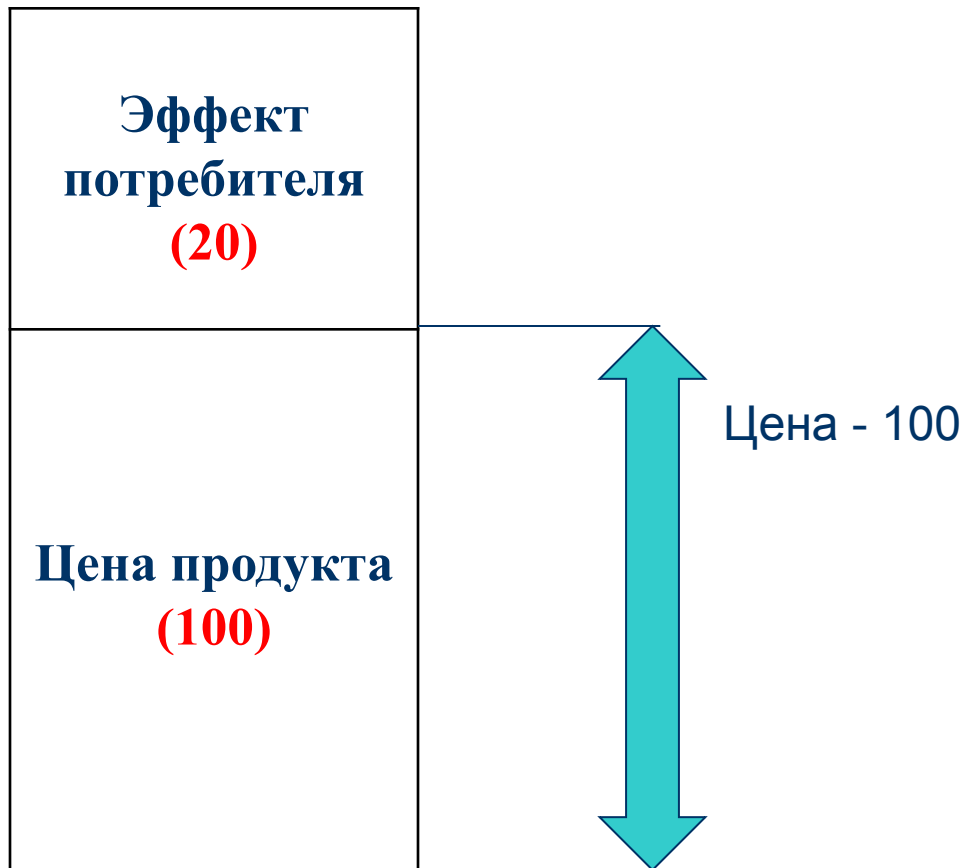 Эффект
потребителя
(20)
Цена - 100
Цена продукта
(100)